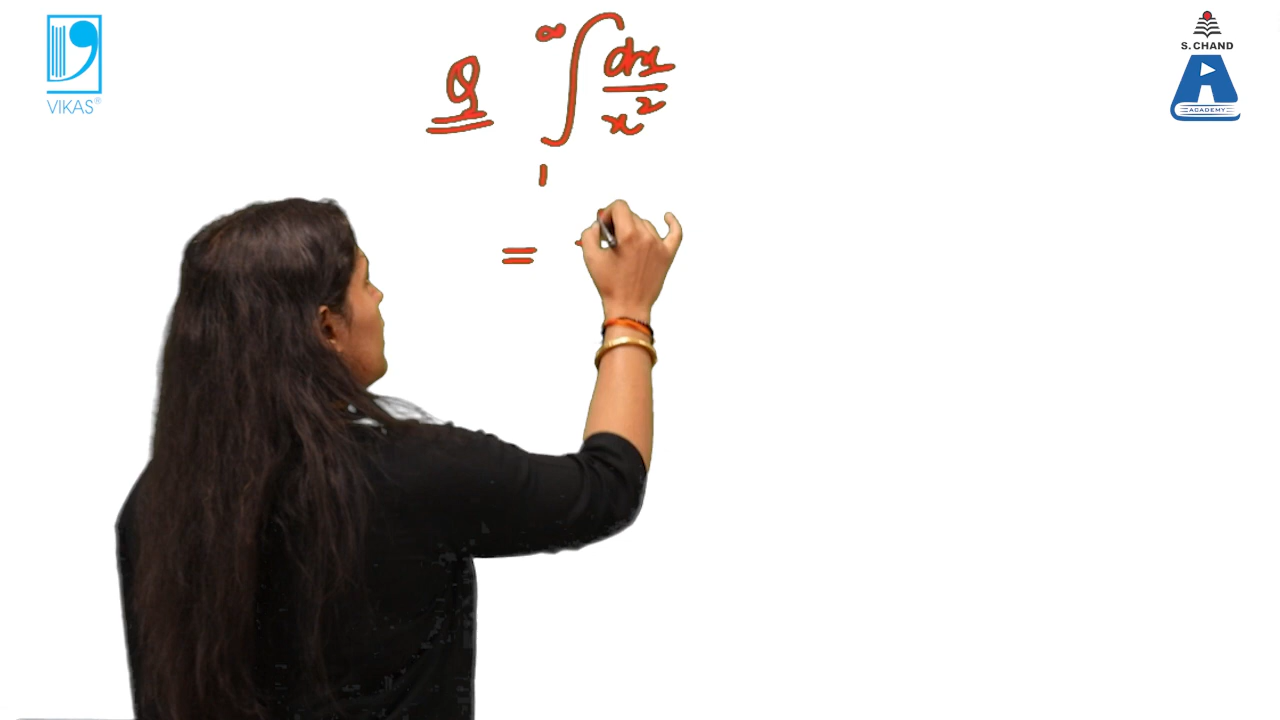 VIKAS®
S. CHAND
ACADEMY
Q ∞∫1 dx/x²
=